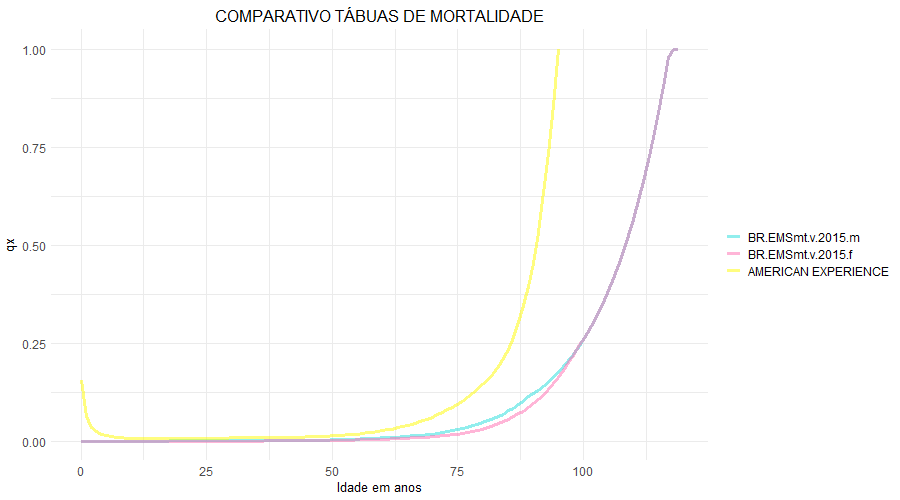 COMPARATIVO TÁBUAS DE MORTALIDADE
1.00
0.75
0.50
0.25
0.00
qx
0 25 50 75 100
Idade em anos
BR.EMSmt.v.2015.m
BR.EMSmt.v.2015.f
AMERICAN EXPERIENCE